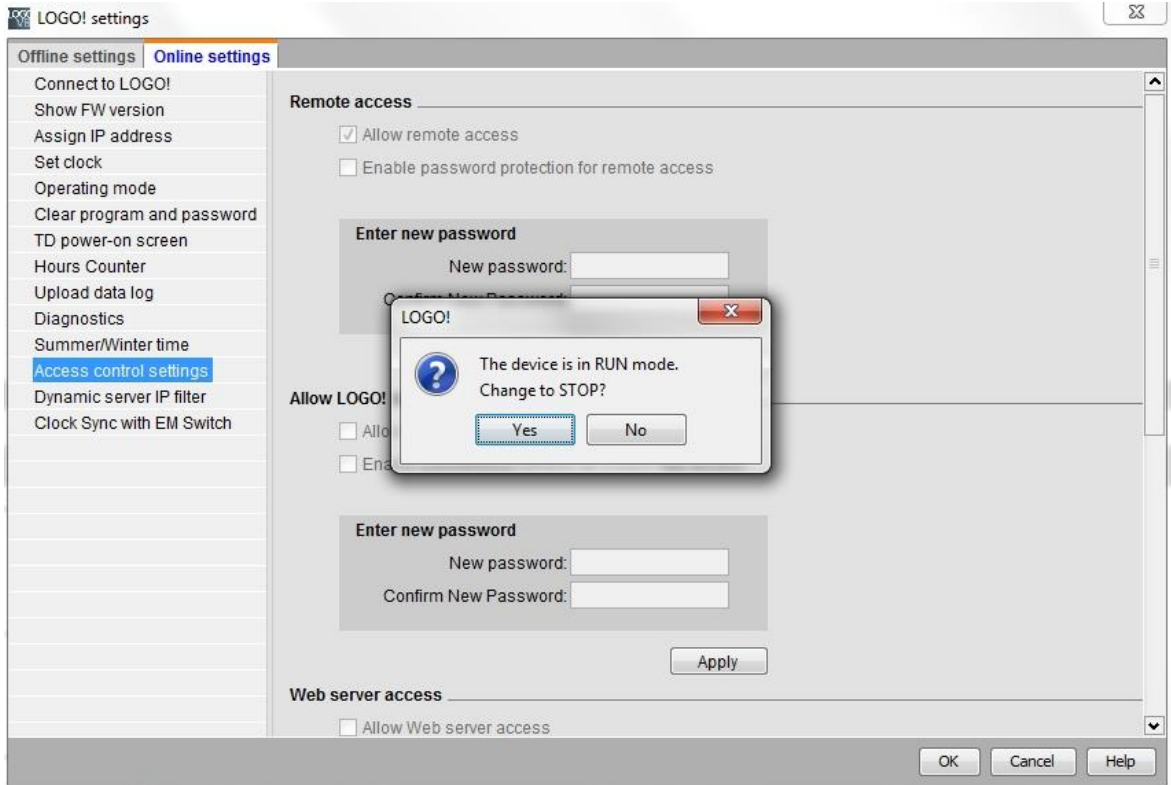 LOGO! settings
Offline settings
Online settings
Connect to LOGO!
Show FW version
Assign IP address
Set clock
Operating mode
Clear program and password
TD power-on screen
Hours Counter
Upload data log
Diagnostics
Summer/Winter time
Access control settings
Dynamic server IP filter
Clock Sync with EM Switch
Remote access
Allow remote access
Enable password protection for remote access
Enter new password
New password:
LOGO!
The device is in RUN mode.
Change to STOP?
Yes
No
Allow LOGO!
Enter new password
New password:
Confirm New Password:
Apply
Web server access
Allow Web server access
OK
Cancel
Help